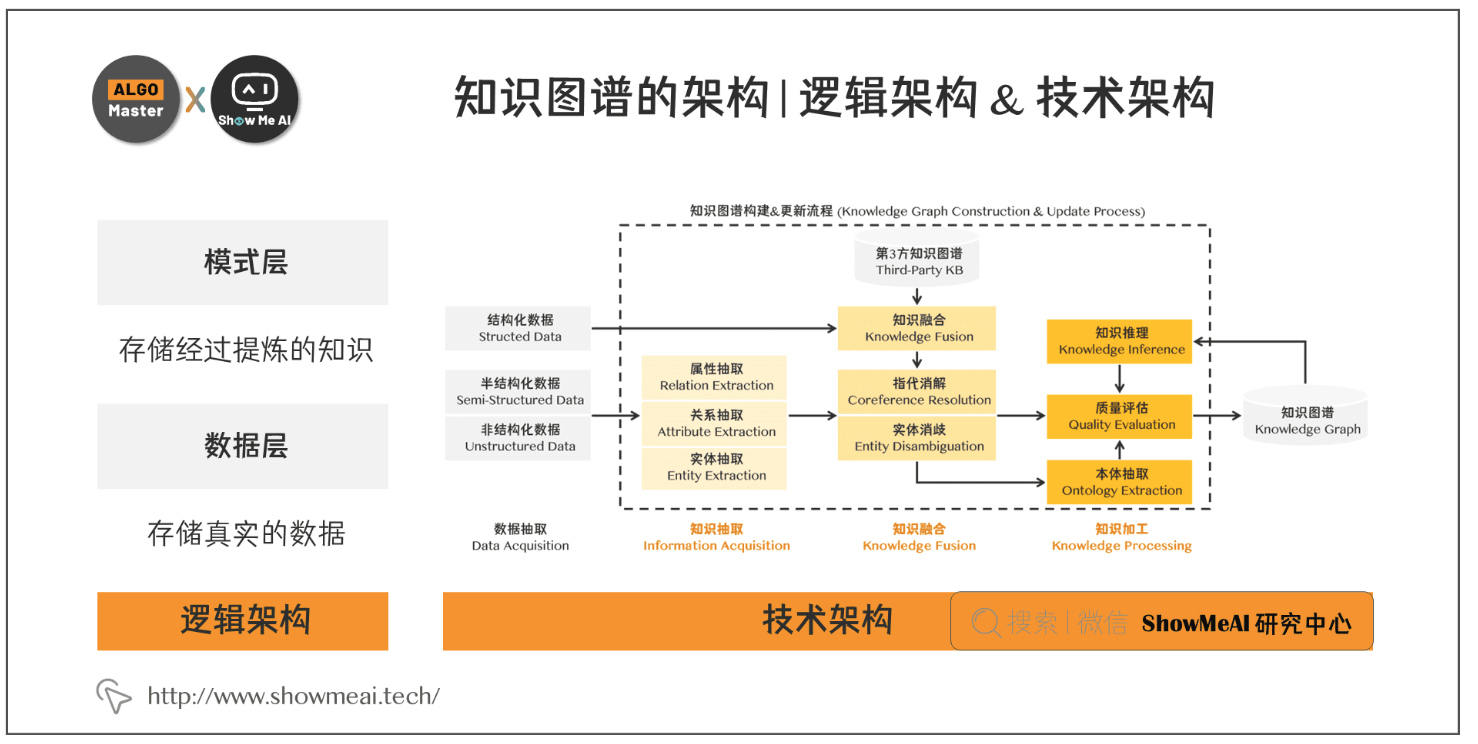 ALGO
Master
X
Show Me AI
知识图谱的架构 | 逻辑架构 & 技术架构
模式层
存储经过提炼的知识
数据层
存储真实的数据
逻辑架构
知识图谱构建&更新流程 (Knowledge Graph Construction & Update Process)
第3方知识图谱
Third-Party KB
结构化数据
Structed Data
知识融合
Knowledge Fusion
知识推理
Knowledge Inference
属性抽取
Relation Extraction
半结构化数据
Semi-Structured Data
指代消解
Coreference Resolution
质量评估
Quality Evaluation
知识图谱
Knowledge Graph
关系抽取
Attribute Extraction
非结构化数据
Unstructured Data
实体消歧
Entity Disambiguation
实体抽取
Entity Extraction
本体抽取
Ontology Extraction
数据抽取
Data Acquisition
知识抽取
Information Acquisition
知识融合
Knowledge Fusion
知识加工
Knowledge Processing
技术架构
搜索 | 微信 ShowMeAI 研究中心
http://www.showmeai.tech/